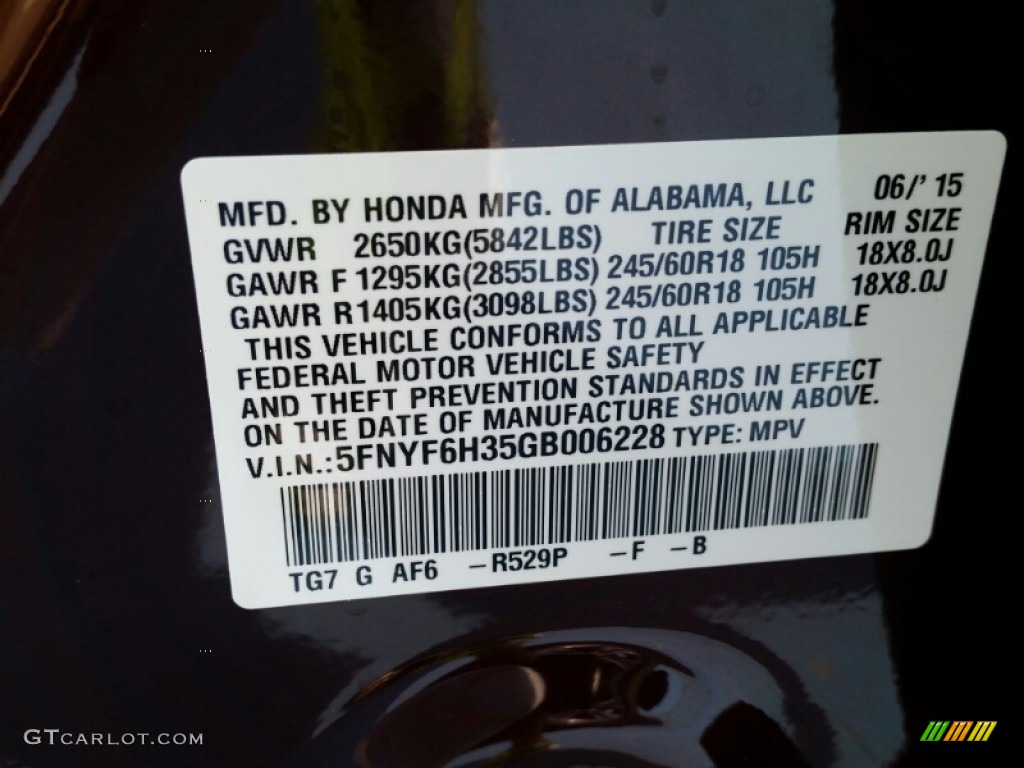 MFD. BY HONDA MFG. OF ALABAMA, LLC 06/' 15
GVWR 2650KG(5842LBS) TIRE SIZE RIM SIZE
GAWR F 1295KG(2855LBS) 245/60R18 105H 18X8.0J
GAWR R 1405KG(3098LBS) 245/60R18 105H 18X8.0J
THIS VEHICLE CONFORMS TO ALL APPLICABLE
FEDERAL MOTOR VEHICLE SAFETY
AND THEFT PREVENTION STANDARDS IN EFFECT
ON THE DATE OF MANUFACTURE SHOWN ABOVE.
V.I.N.:5FNYF6H35GB006228 TYPE: MPV
TG7 G AF6 –R529P –F –B
GTCARLOT.COM